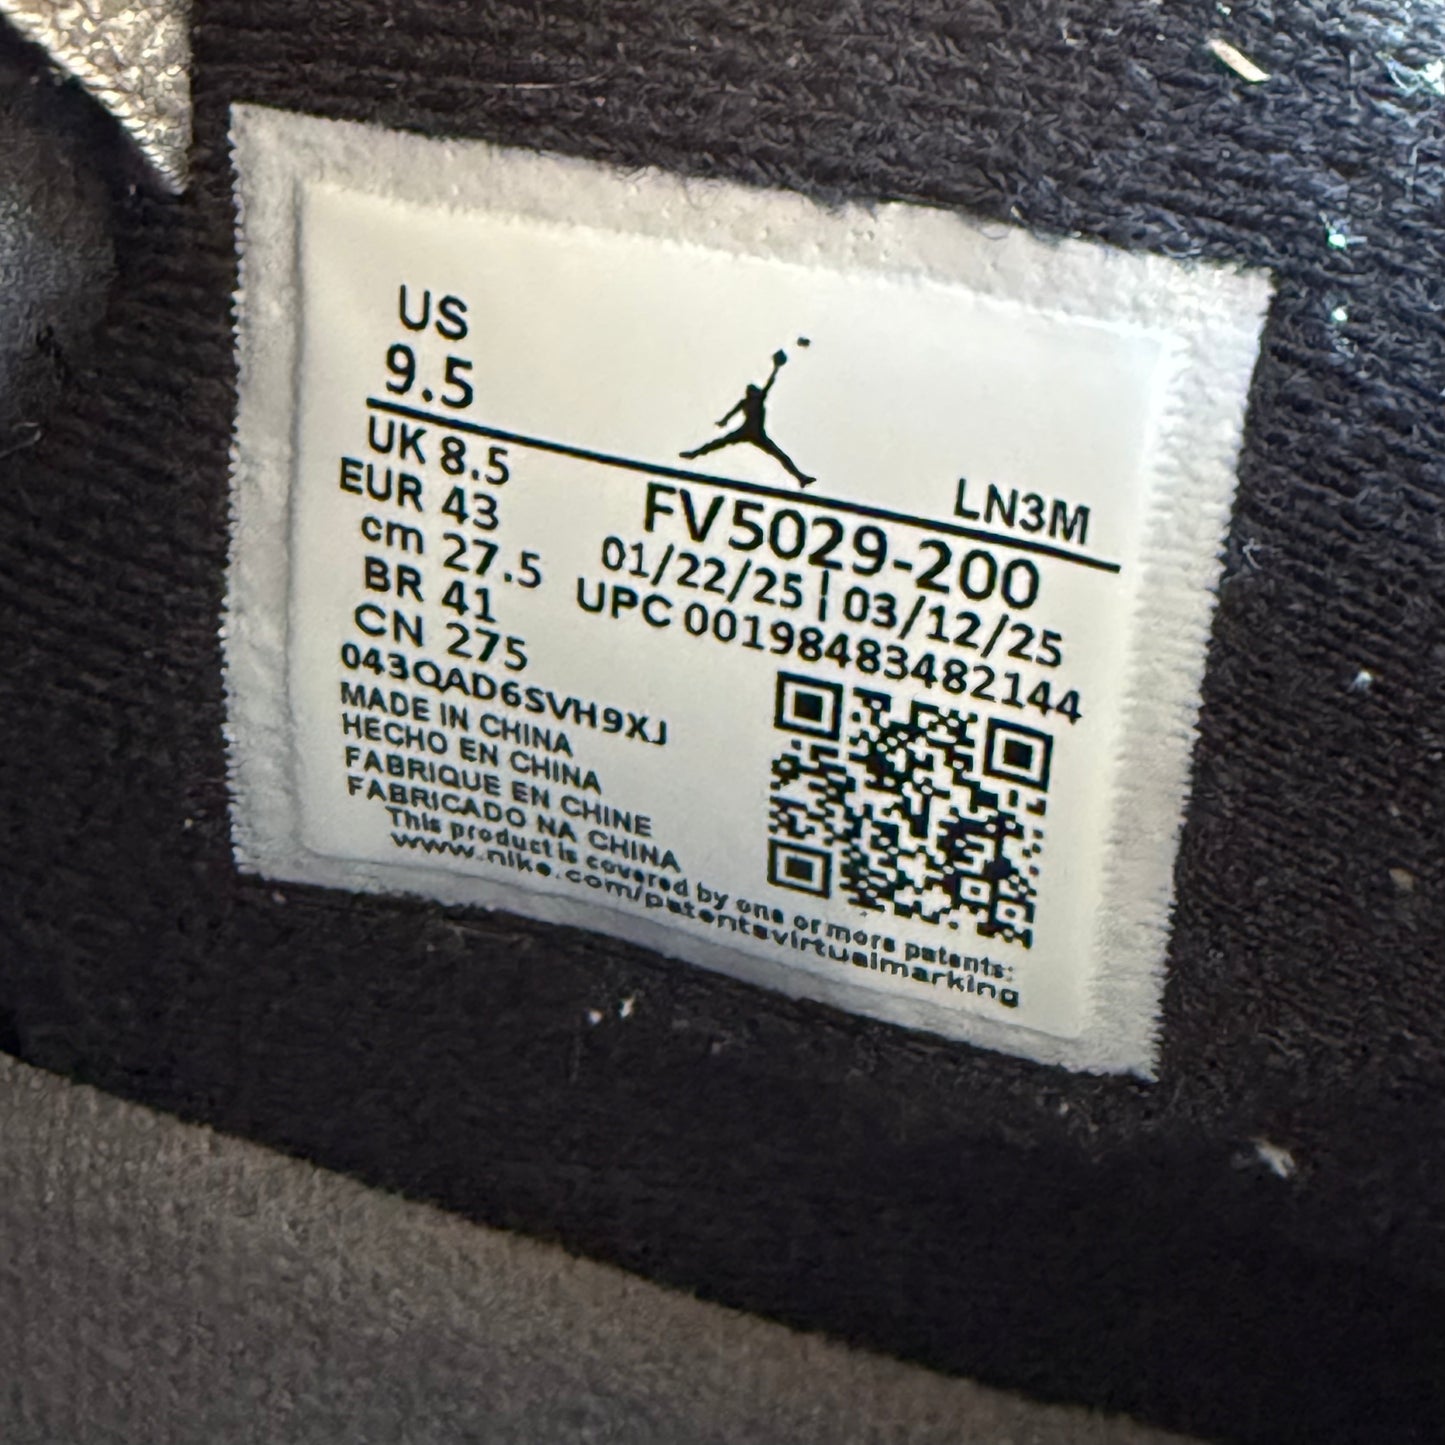 US
9.5
LN3M
UK 8.5
EUR 43
cm 27.5
BR 41
CN 275
FV5029-200
01/22/25 | 03/12/25
UPC 00198483482144
043QAD6SVH9XJ
MADE IN CHINA
HECHO EN CHINA
FABRIQUE EN CHINE
FABRICADO NA CHINA
This product is covered by one or more patents:
www.nike.com/patentsvirtualmarking